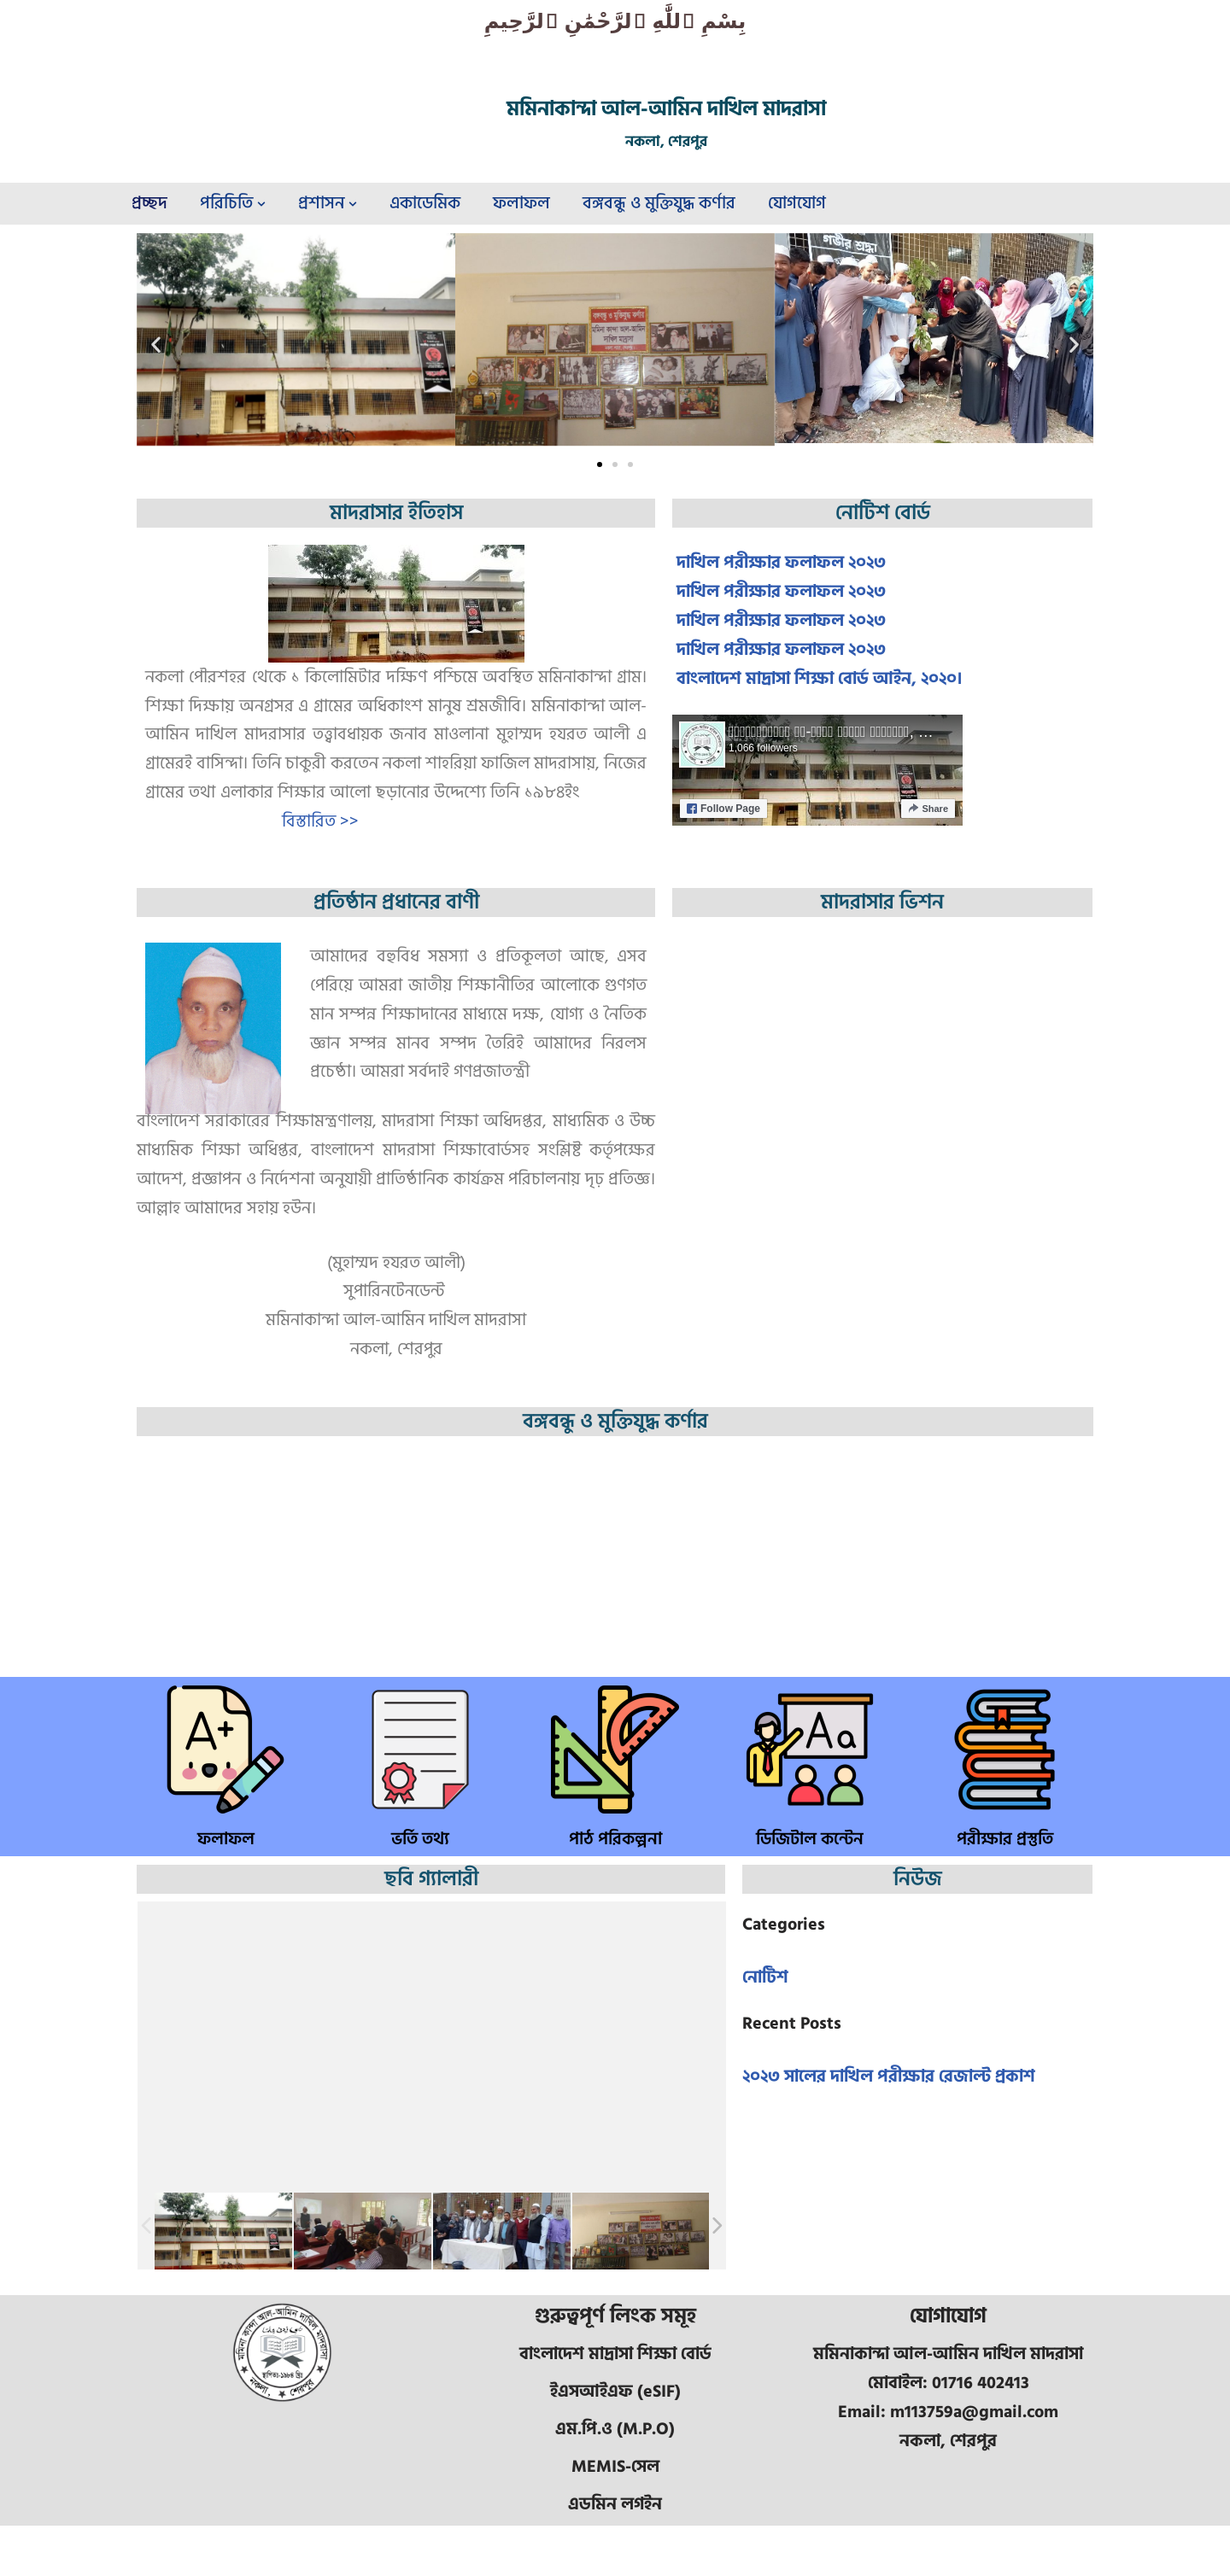 بِسْمِ ٱللَّٰهِ ٱلرَّحْمَٰنِ ٱلرَّحِيمِ
মমিনাকান্দা আল-আমিন দাখিল মাদরাসা
নকলা, শেরপুর
প্রচ্ছদ
পরিচিতি
প্রশাসন
একাডেমিক
ফলাফল
বঙ্গবন্ধু ও মুক্তিযুদ্ধ কর্ণার
যোগযোগ
গভীর শ্রদ্ধা
মাদরাসার ইতিহাস
নকলা পৌরশহর থেকে ১ কিলোমিটার দক্ষিণ পশ্চিমে অবস্থিত মমিনাকান্দা গ্রাম।
শিক্ষা দিক্ষায় অনগ্রসর এ গ্রামের অধিকাংশ মানুষ শ্রমজীবি। মমিনাকান্দা আল-
আমিন দাখিল মাদরাসার তত্ত্বাবধায়ক জনাব মাওলানা মুহাম্মদ হযরত আলী এ
গ্রামেরই বাসিন্দা। তিনি চাকুরী করতেন নকলা শাহরিয়া ফাজিল মাদরাসায়, নিজের
গ্রামের তথা এলাকার শিক্ষার আলো ছড়ানোর উদ্দেশ্যে তিনি ১৯৮৪ইং
বিস্তারিত >>
নোটিশ বোর্ড
দাখিল পরীক্ষার ফলাফল ২০২৩
দাখিল পরীক্ষার ফলাফল ২০২৩
দাখিল পরীক্ষার ফলাফল ২০২৩
দাখিল পরীক্ষার ফলাফল ২০২৩
বাংলাদেশ মাদ্রাসা শিক্ষা বোর্ড আইন, ২০২০।
1,066 followers
Follow Page
Share
প্রতিষ্ঠান প্রধানের বাণী
আমাদের বহুবিধ সমস্যা ও প্রতিকূলতা আছে, এসব
পেরিয়ে আমরা জাতীয় শিক্ষানীতির আলোকে গুণগত
মান সম্পন্ন শিক্ষাদানের মাধ্যমে দক্ষ, যোগ্য ও নৈতিক
জ্ঞান সম্পন্ন মানব সম্পদ তৈরিই আমাদের নিরলস
প্রচেষ্ঠা। আমরা সর্বদাই গণপ্রজাতন্ত্রী
বাংলাদেশ সরাকারের শিক্ষামন্ত্রণালয়, মাদরাসা শিক্ষা অধিদপ্তর, মাধ্যমিক ও উচ্চ
মাধ্যমিক শিক্ষা অধিপ্তর, বাংলাদেশ মাদরাসা শিক্ষাবোর্ডসহ সংশ্লিষ্ট কর্তৃপক্ষের
আদেশ, প্রজ্ঞাপন ও নির্দেশনা অনুযায়ী প্রাতিষ্ঠানিক কার্যক্রম পরিচালনায় দৃঢ় প্রতিজ্ঞ।
আল্লাহ আমাদের সহায় হউন।
(মুহাম্মদ হযরত আলী)
সুপারিনটেনডেন্ট
মমিনাকান্দা আল-আমিন দাখিল মাদরাসা
নকলা, শেরপুর
মাদরাসার ভিশন
বঙ্গবন্ধু ও মুক্তিযুদ্ধ কর্ণার
A+
Aa
ফলাফল
ভর্তি তথ্য
পাঠ পরিকল্পনা
ডিজিটাল কন্টেন
পরীক্ষার প্রস্তুতি
ছবি গ্যালারী
নিউজ
Categories
নোটিশ
Recent Posts
২০২৩ সালের দাখিল পরীক্ষার রেজাল্ট প্রকাশ
গুরুত্বপূর্ণ লিংক সমূহ
বাংলাদেশ মাদ্রাসা শিক্ষা বোর্ড
ইএসআইএফ (eSIF)
এম.পি.ও (M.P.O)
MEMIS-সেল
এডমিন লগইন
যোগাযোগ
মমিনাকান্দা আল-আমিন দাখিল মাদরাসা
মোবাইল: 01716 402413
Email: m113759a@gmail.com
নকলা, শেরপুর